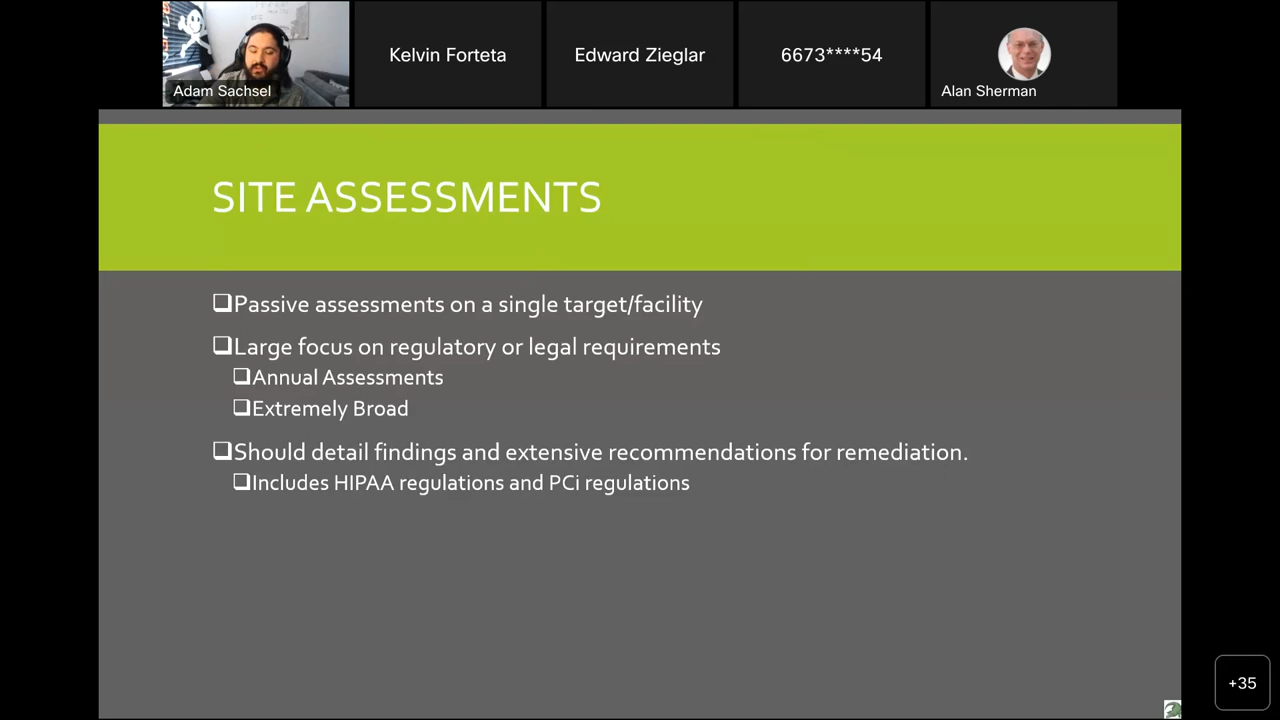 Adam Sachsel
Kelvin Forteta
Edward Zieglar
6673****54
Alan Sherman
SITE ASSESSMENTS
Passive assessments on a single target/facility
Large focus on regulatory or legal requirements
Annual Assessments
Extremely Broad
Should detail findings and extensive recommendations for remediation.
Includes HIPAA regulations and PCi regulations
+35